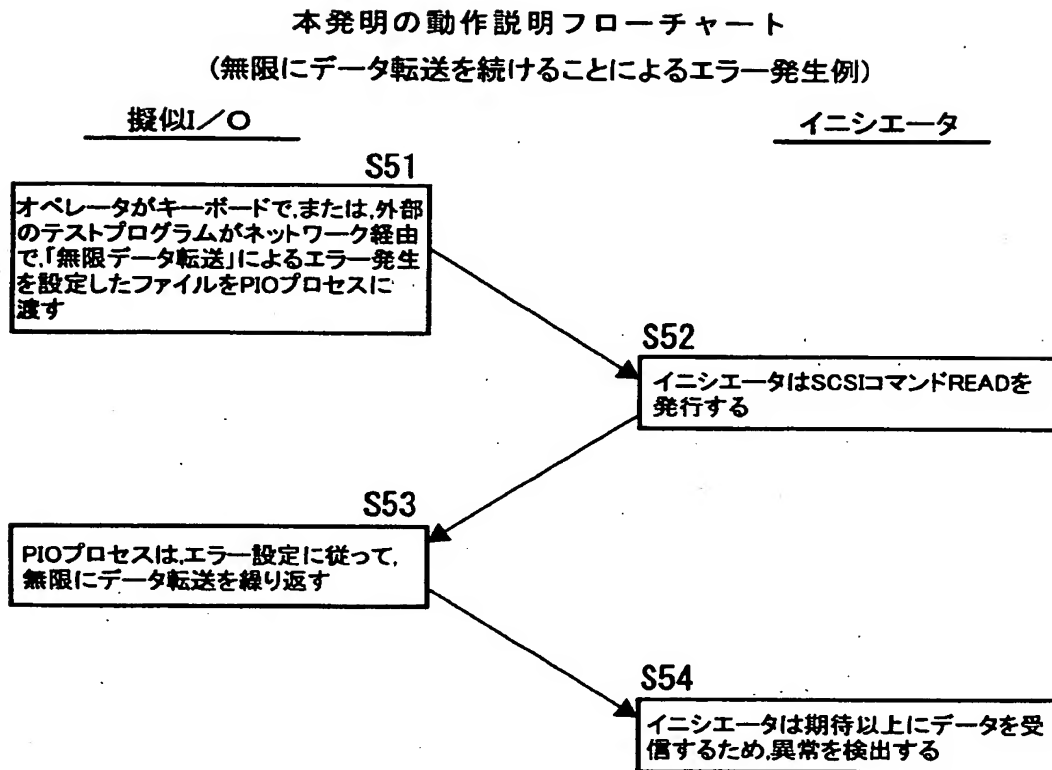 本発明の動作説明フローチャート
(無限にデータ転送を続けることによるエラー発生例)
擬似I／O
イニシエータ
S51
オペレータがキーボードで,または,外部
のテストプログラムがネットワーク経由
で,「無限データ転送」によるエラー発生
を設定したファイルをPIOプロセスに
渡す
S52
イニシエータはSCSIコマンドREADを
発行する
S53
PIOプロセスは,エラー設定に従って,
無限にデータ転送を繰り返す
S54
イニシエータは期待以上にデータを受
信するため,異常を検出する